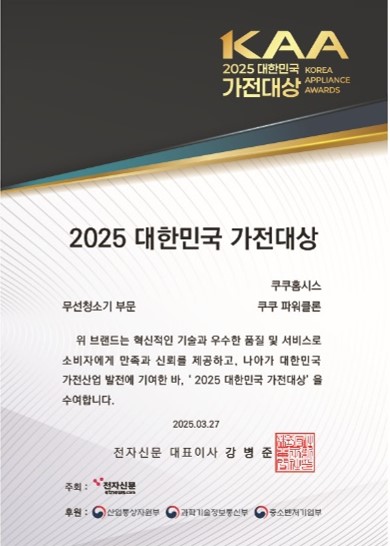 KAA
2025 대한민국
가전대상
KOREA
APPLIANCE
AWARDS
2025 대한민국 가전대상
쿠쿠홈시스
무선청소기 부문 쿠쿠 파워클론
위 브랜드는 혁신적인 기술과 우수한 품질 및 서비스로
소비자에게 만족과 신뢰를 제공하고, 나아가 대한민국
가전산업 발전에 기여한 바, ‘ 2025 대한민국 가전대상’ 을
수여합니다.
2025.03.27
전자신문 대표이사 강 병 준
주최 : 전자신문
후원 : 산업통상자원부 과학기술정보통신부 중소벤처기업부